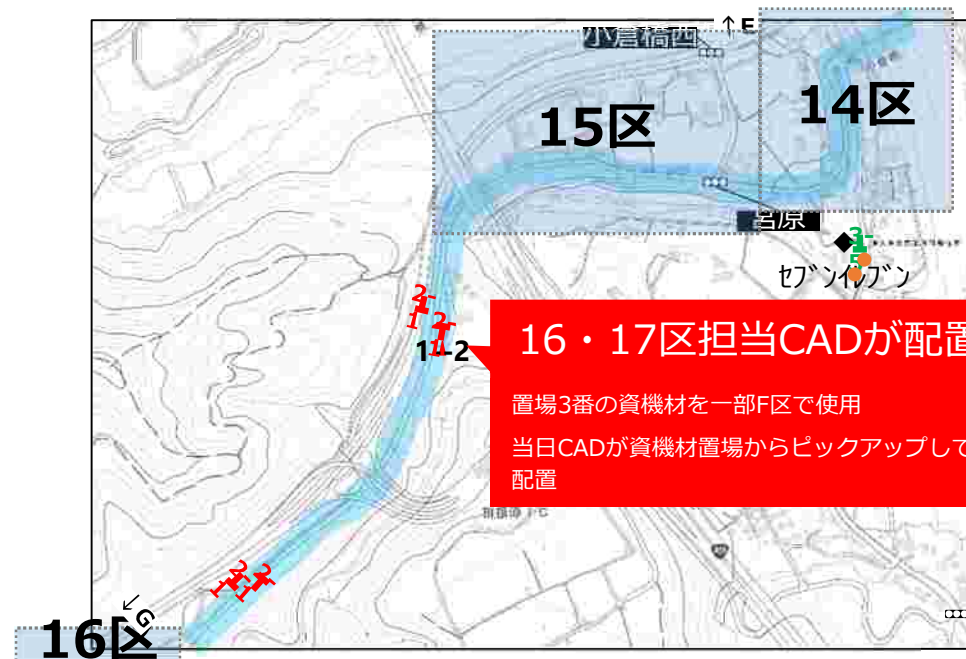 ↑E
小倉橋西
14区
15区
宮原
3-
5
セブンイレブン
2-
1
2-
1
1-2
16・17区担当CADが配置
置場3番の資機材を一部F区で使用
当日CADが資機材置場からピックアップして
配置
2-
1
2-
1
↙G
16区